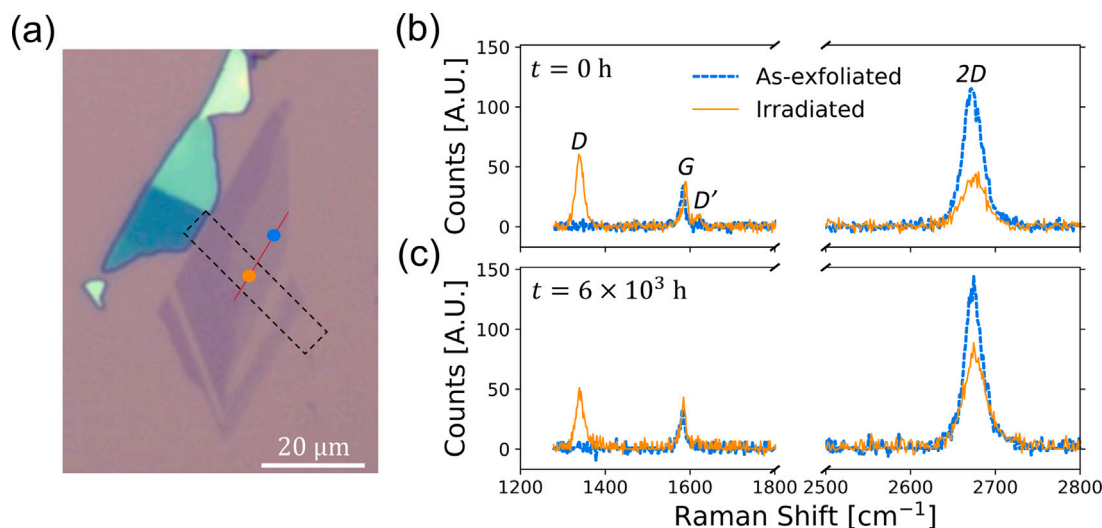 (a)
20 μm
(b)
Counts [A.U.]
150
100
50
0
t = 0 h
As-exfoliated
Irradiated
D
G
D’
2D
(c)
Counts [A.U.]
150
100
50
0
t = 6 × 10³ h
1200 1400 1600 1800 2500 2600 2700 2800
Raman Shift [cm⁻¹]